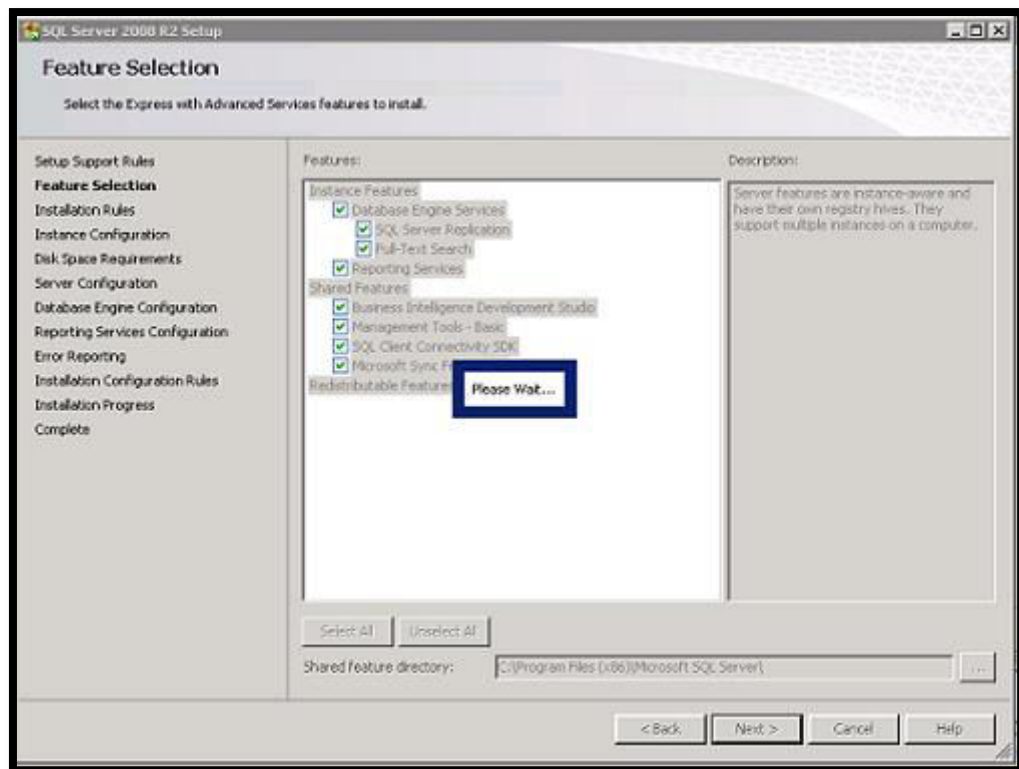 SQL Server 2008 R2 Setup
Feature Selection
Select the Express with Advanced Services features to install.
Setup Support Rules
Feature Selection
Installation Rules
Instance Configuration
Disk Space Requirements
Server Configuration
Database Engine Configuration
Reporting Services Configuration
Error Reporting
Installation Configuration Rules
Installation Progress
Complete
Features:
Instance Features
Database Engine Services
SQL Server Replication
Full-Text Search
Reporting Services
Shared Features
Business Intelligence Development Studio
Management Tools - Basic
SQL Client Connectivity SDK
Microsoft Sync
Redistributable Features
Please Wait....
Description:
Server features are instance-aware and
have their own registry hives. They
support multiple instances on a computer.
Select All
Unselect All
Shared feature directory:
C:\Program Files (x86)\Microsoft SQL Server\
...
< Back
Next >
Cancel
Help